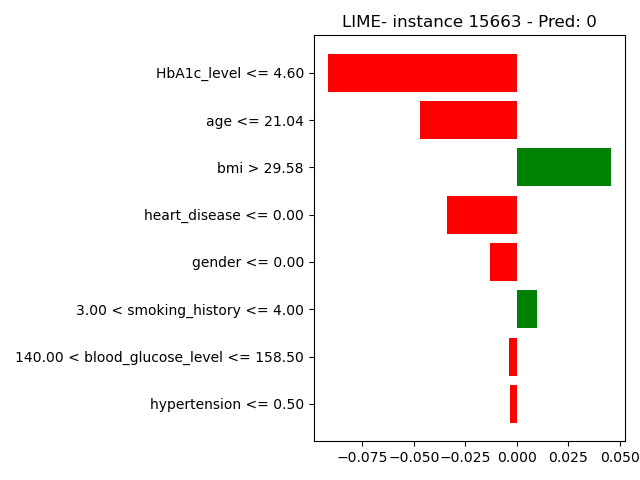 LIME- instance 15663 - Pred: 0
HbA1c_level <= 4.60
age <= 21.04
bmi > 29.58
heart_disease <= 0.00
gender <= 0.00
3.00 < smoking_history <= 4.00
140.00 < blood_glucose_level <= 158.50
hypertension <= 0.50
−0.075 −0.050 −0.025 0.000 0.025 0.050